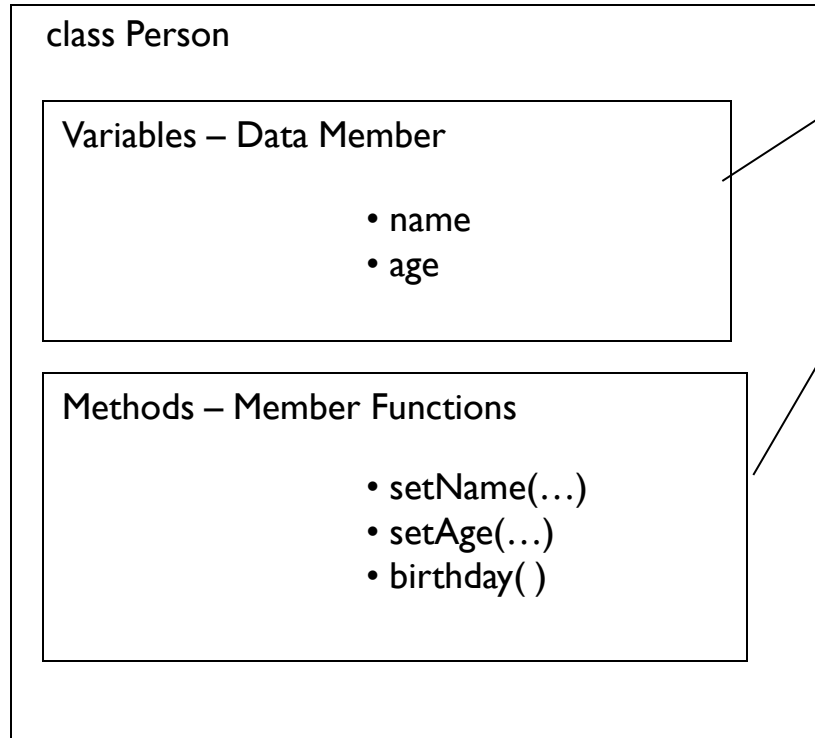 class Person
Variables – Data Member
• name
• age
Methods – Member Functions
• setName(…)
• setAge(…)
• birthday( )